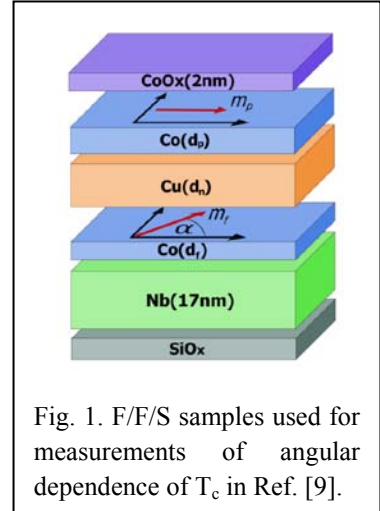 CoOx(2nm)
m_p
Co(d_p)
Cu(d_n)
m_f
α
Co(d_f)
Nb(17nm)
SiO_x
Fig. 1. F/F/S samples used for
measurements of angular
dependence of T_c in Ref. [9].